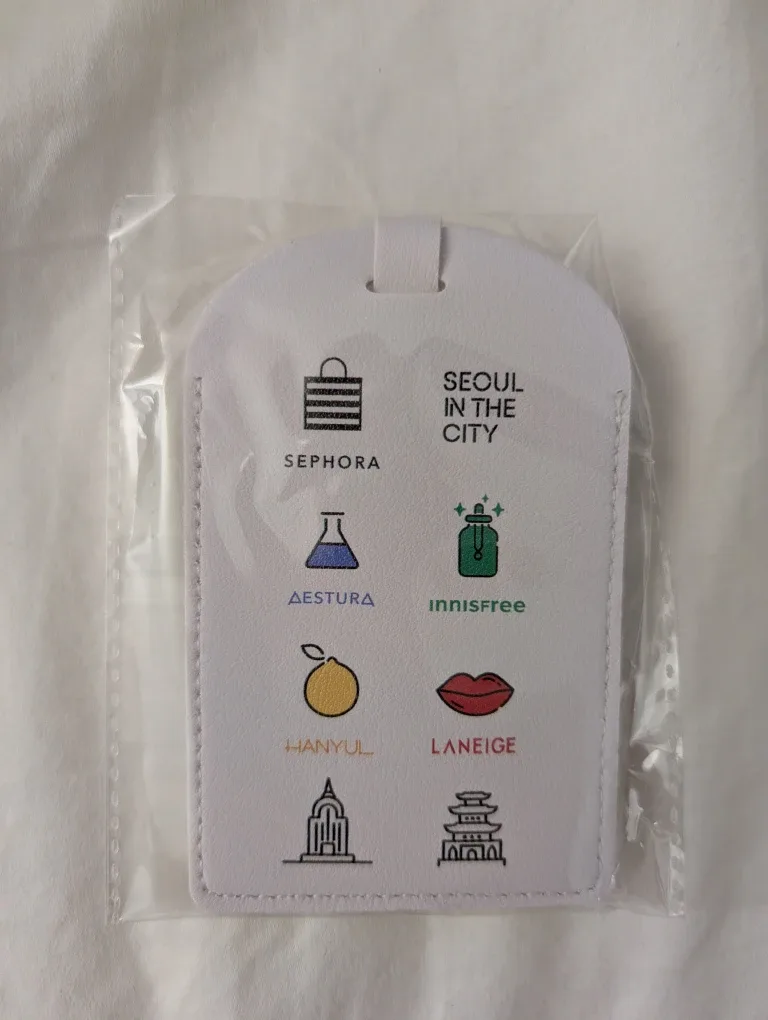 SEPHORA
SEOUL
IN THE
CITY
AESTURA
innisfree
HANYUL
LANEIGE